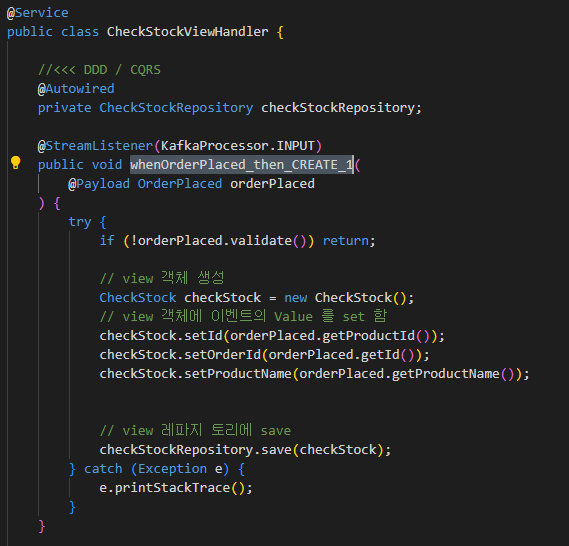 @Service
public class CheckStockViewHandler {
//<<< DDD / CQRS
@Autowired
private CheckStockRepository checkStockRepository;
@StreamListener(KafkaProcessor.INPUT)
public void whenOrderPlaced_then_CREATE_1(
@Payload OrderPlaced orderPlaced
) {
try {
if (!orderPlaced.validate()) return;
// view 객체 생성
CheckStock checkStock = new CheckStock();
// view 객체에 이벤트의 Value 를 set 함
checkStock.setId(orderPlaced.getProductId());
checkStock.setOrderId(orderPlaced.getId());
checkStock.setProductName(orderPlaced.getProductName());
// view 레파지 토리에 save
checkStockRepository.save(checkStock);
} catch (Exception e) {
e.printStackTrace();
}
}